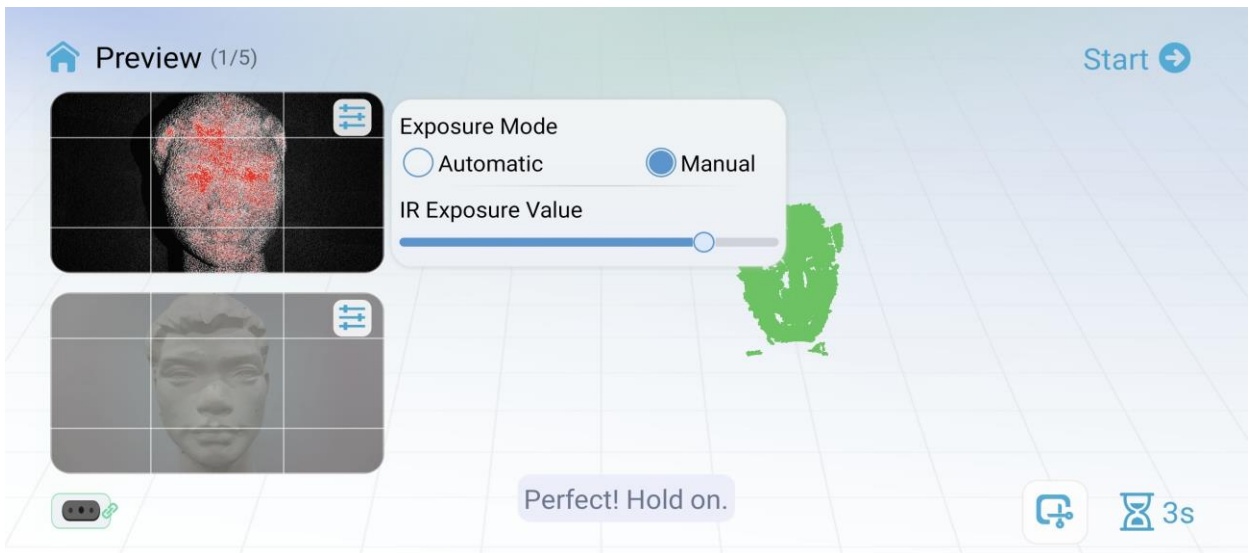 Preview (1/5)
Start
Exposure Mode
Automatic
Manual
IR Exposure Value
Perfect! Hold on.
3s